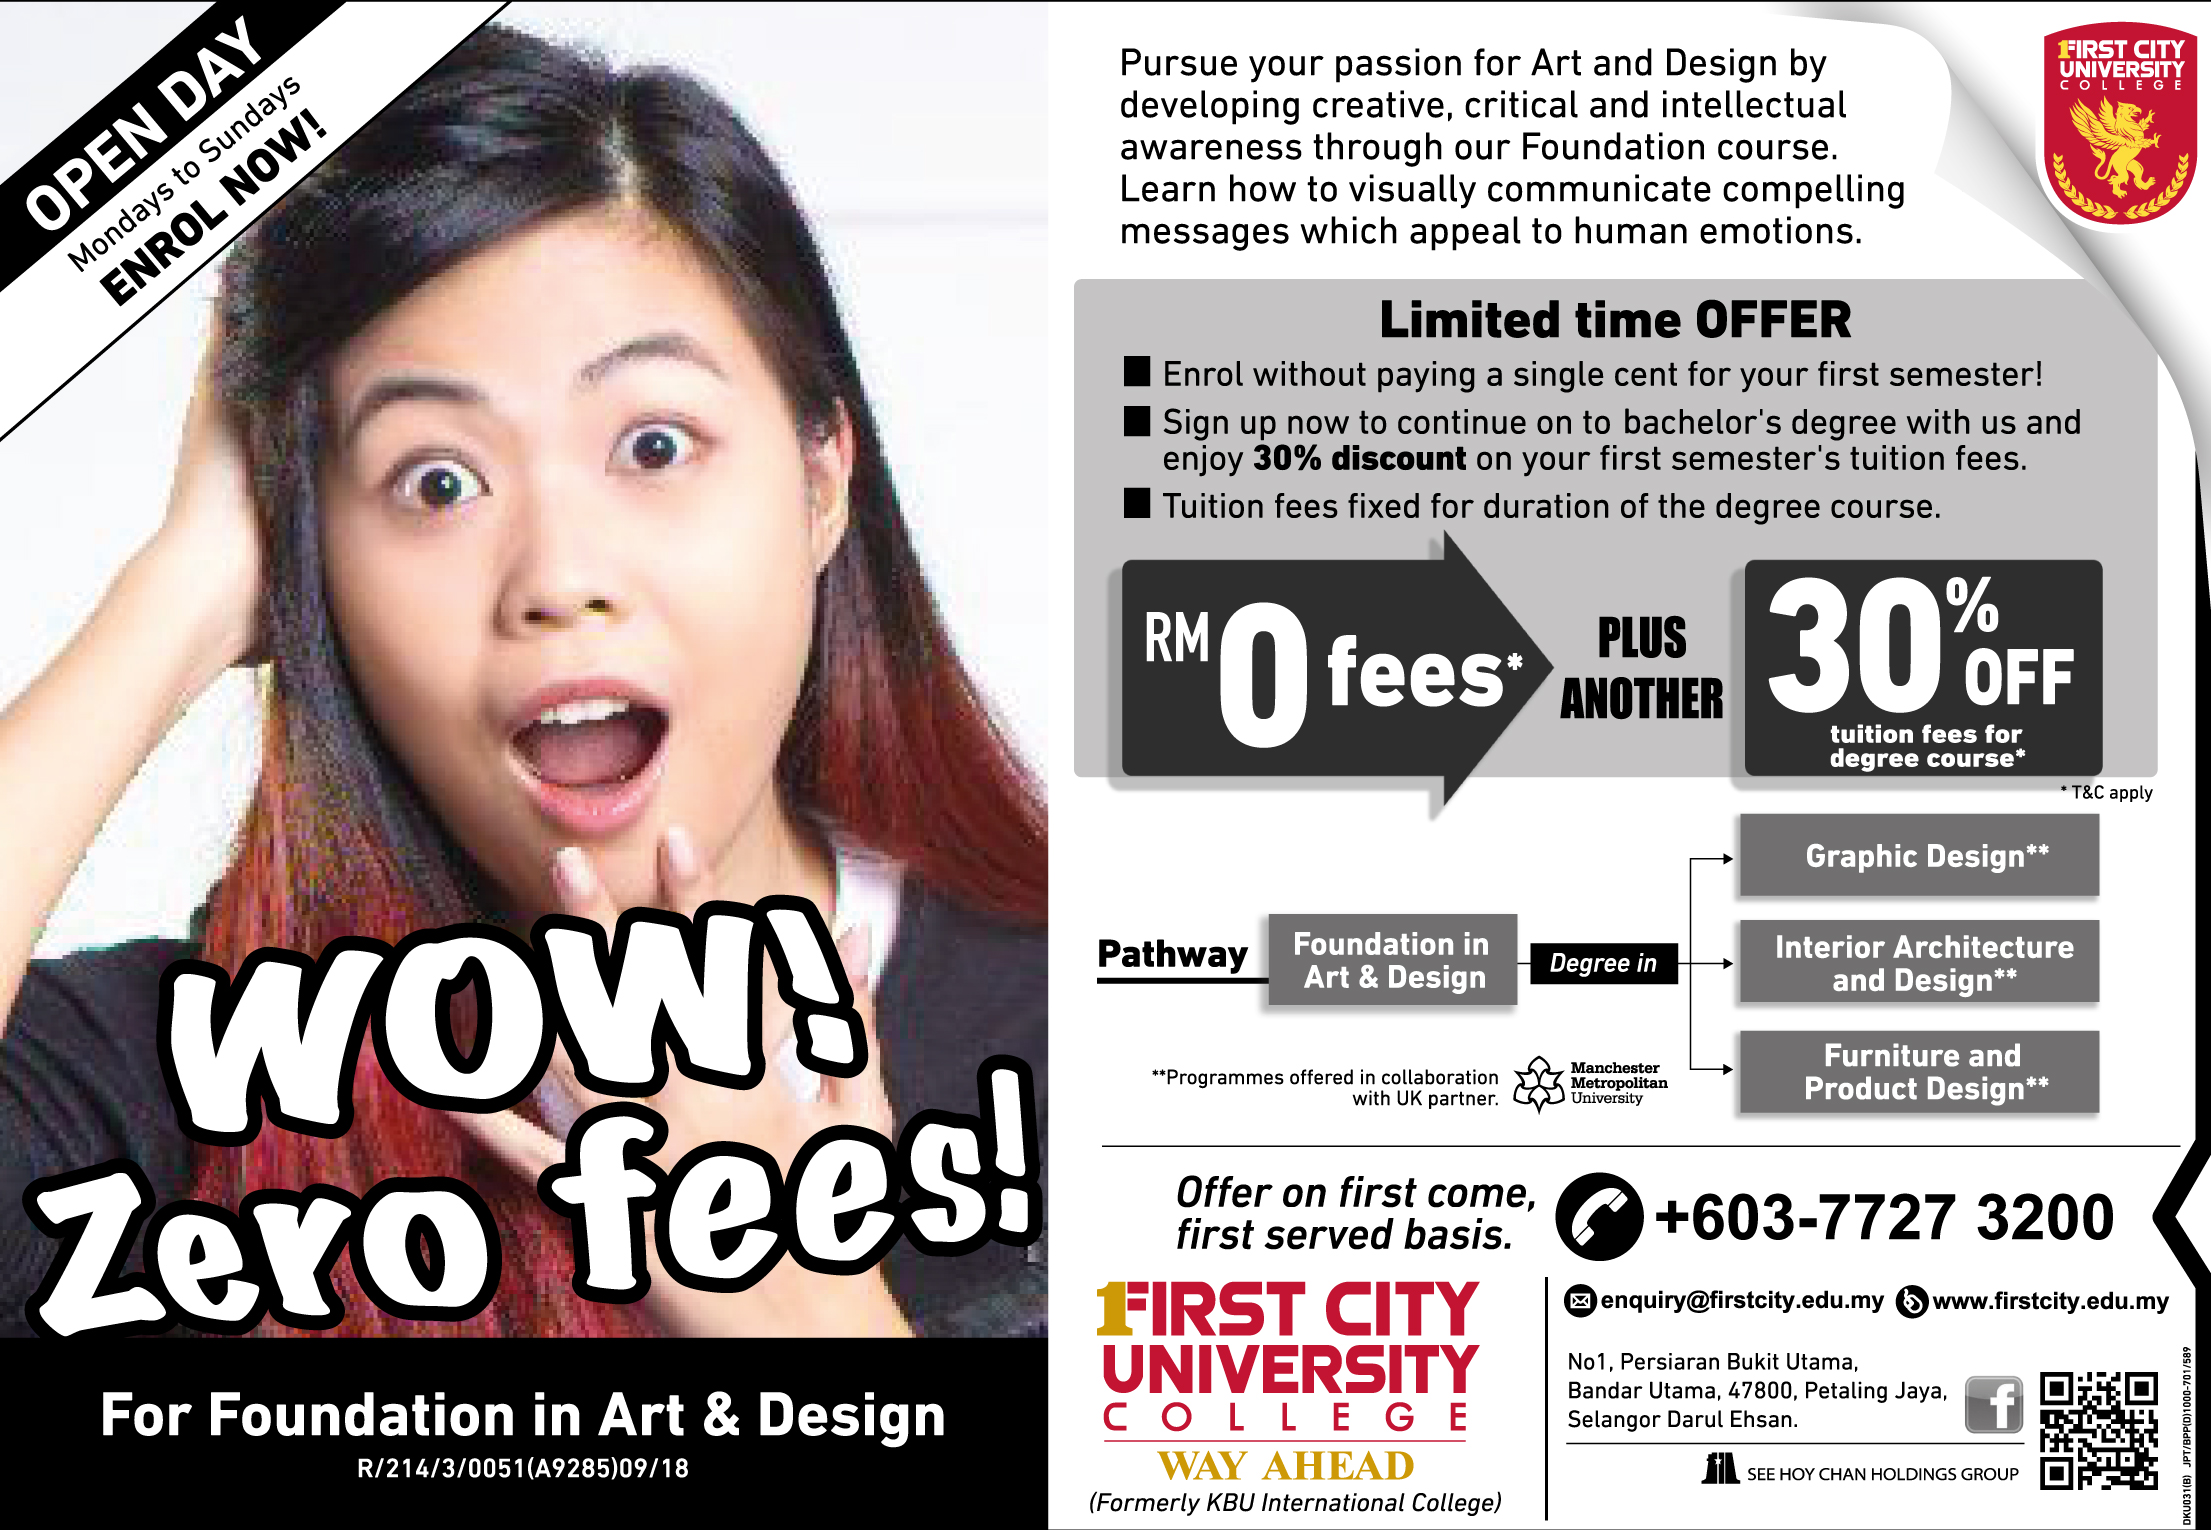 OPEN DAY
Mondays to Sundays
ENROL NOW!
WOW!
Zero fees!
For Foundation in Art & Design
R/214/3/0051(A9285)09/18
Pursue your passion for Art and Design by
developing creative, critical and intellectual
awareness through our Foundation course.
Learn how to visually communicate compelling
messages which appeal to human emotions.
1FIRST CITY
UNIVERSITY
COLLEGE
Limited time OFFER
■ Enrol without paying a single cent for your first semester!
■ Sign up now to continue on to bachelor's degree with us and
enjoy 30% discount on your first semester's tuition fees.
■ Tuition fees fixed for duration of the degree course.
RM0 fees*
PLUS
ANOTHER
30% OFF
tuition fees for
degree course*
* T&C apply
Pathway
Foundation in
Art & Design
Degree in
Graphic Design**
Interior Architecture
and Design**
Furniture and
Product Design**
**Programmes offered in collaboration
with UK partner.
Manchester
Metropolitan
University
Offer on first come,
first served basis.
+603-7727 3200
1FIRST CITY
UNIVERSITY
COLLEGE
WAY AHEAD
(Formerly KBU International College)
enquiry@firstcity.edu.my
www.firstcity.edu.my
No1, Persiaran Bukit Utama,
Bandar Utama, 47800, Petaling Jaya,
Selangor Darul Ehsan.
f
SEE HOY CHAN HOLDINGS GROUP
DKU031(B) JPT/BPP(D)1000-701/589